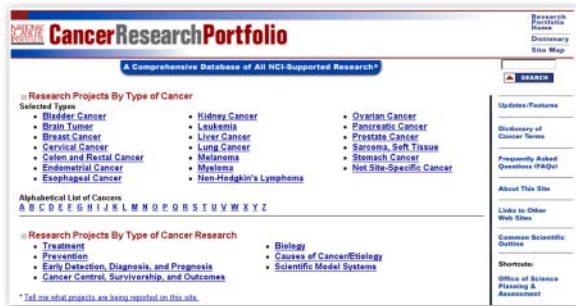 NATIONAL CANCER INSTITUTE
CancerResearchPortfolio
Research Portfolio Home
Dictionary
Site Map
A Comprehensive Database of All NCI-Supported Research*
SEARCH
Research Projects By Type of Cancer
Selected Types
Bladder Cancer
Brain Tumor
Breast Cancer
Cervical Cancer
Colon and Rectal Cancer
Endometrial Cancer
Esophageal Cancer
Kidney Cancer
Leukemia
Liver Cancer
Lung Cancer
Melanoma
Myeloma
Non-Hodgkin's Lymphoma
Ovarian Cancer
Pancreatic Cancer
Prostate Cancer
Sarcoma, Soft Tissue
Stomach Cancer
Not Site-Specific Cancer
Alphabetical List of Cancers
A B C D E F G H I J K L M N O P Q R S T U V W X Y Z
Research Projects By Type of Cancer Research
Treatment
Prevention
Early Detection, Diagnosis, and Prognosis
Cancer Control, Survivorship, and Outcomes
Biology
Causes of Cancer/Etiology
Scientific Model Systems
* Tell me what projects are being reported on this site.
Updates/Features
Dictionary of
Cancer Terms
Frequently Asked
Questions (FAQs)
About This Site
Links to Other
Web Sites
Common Scientific
Outline
Shortcuts:
Office of Science
Planning &
Assessment